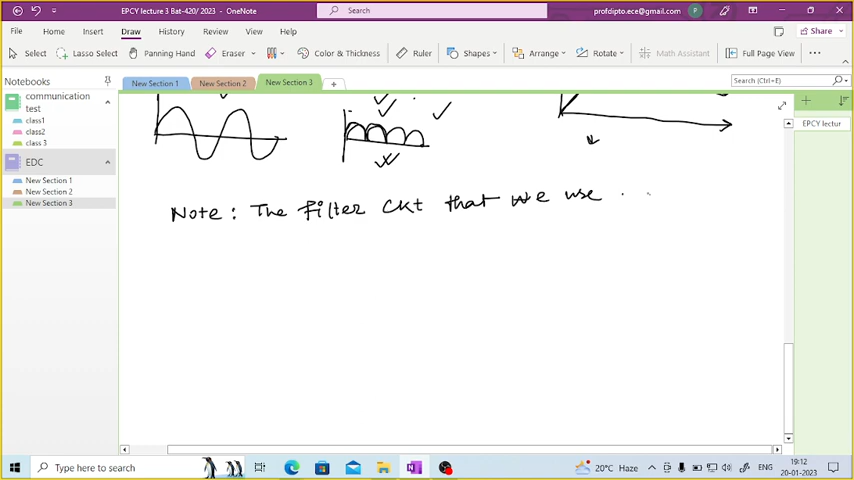 EPCY lecture 3 Bat-420/ 2023 - OneNote
Search
profdipto.ece@gmail.com
P
File Home Insert Draw History Review View Help
Share
Select Lasso Select Panning Hand Eraser Color & Thickness Ruler Shapes Arrange Rotate Math Assistant Full Page View
Notebooks
New Section 1 New Section 2 New Section 3
Search (Ctrl+E)
communication
test
class1
class2
class 3
EDC
New Section 1
New Section 2
New Section 3
EPCY lectur
Note: The Filter CKt that we use
Type here to search
20°C Haze
ENG
19:12
20-01-2023